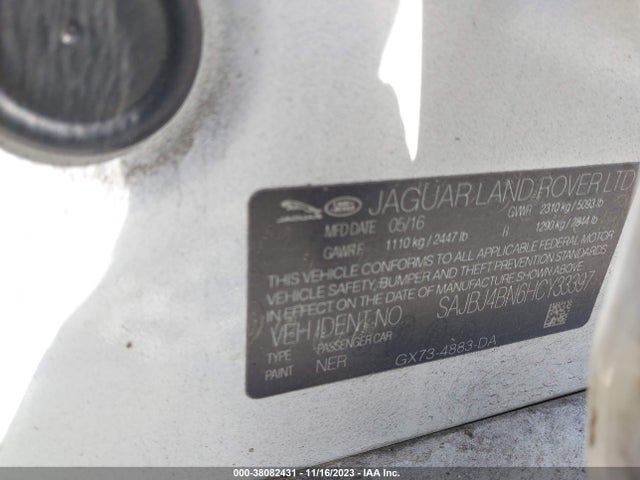 JAGUAR LAND ROVER LTD
MFD DATE 05/16 GVWR 2310 kg / 5093 lb
GAWR F 1110 kg / 2447 lb R 1290 kg / 2844 lb
THIS VEHICLE CONFORMS TO ALL APPLICABLE FEDERAL MOTOR
VEHICLE SAFETY, BUMPER AND THEFT PREVENTION STANDARDS
IN EFFECT ON THE DATE OF MANUFACTURE SHOWN ABOVE.
VEH IDENT NO. SAJBJ4BN6HCY33397
TYPE PASSENGER CAR
PAINT NER GX73-4883-DA
000-38082431 - 11/16/2023 - IAAI.com